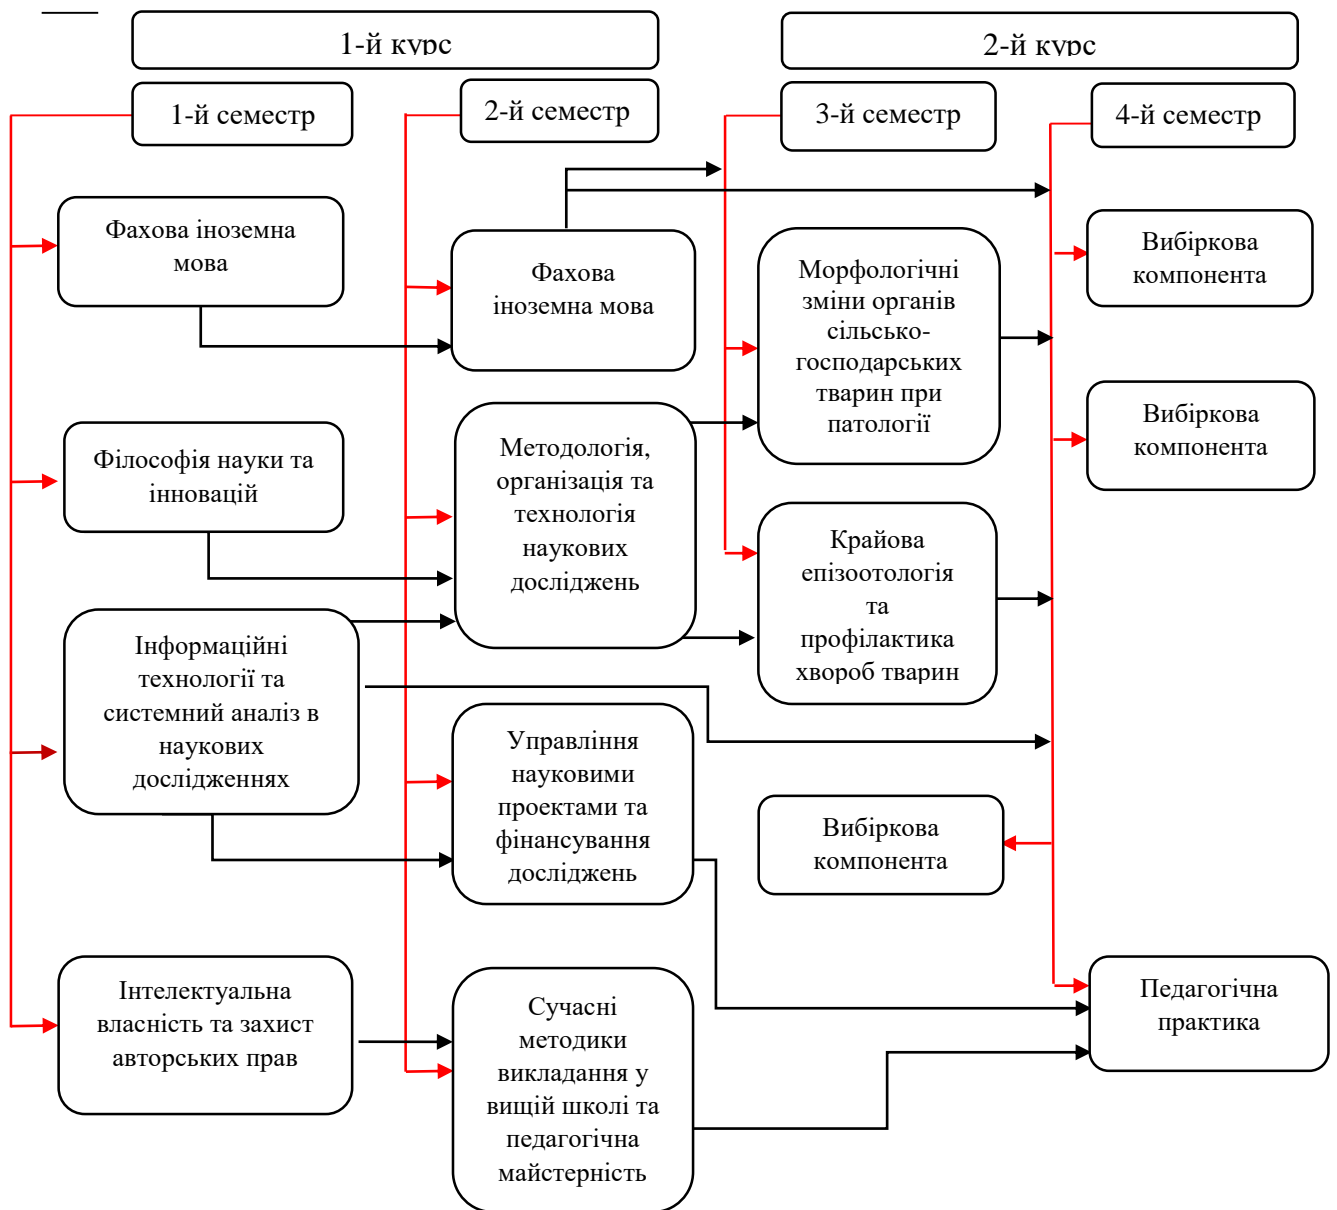 1-й курс
2-й курс
1-й семестр
2-й семестр
3-й семестр
4-й семестр
Фахова іноземна
мова
Філософія науки та
інновацій
Інформаційні
технології та
системний аналіз в
наукових
дослідженнях
Інтелектуальна
власність та захист
авторських прав
Фахова
іноземна мова
Методологія,
організація та
технологія
наукових
досліджень
Управління
науковими
проектами та
фінансування
досліджень
Сучасні
методики
викладання у
вищій школі та
педагогічна
майстерність
Морфологічні
зміни органів
сільсько-
господарських
тварин при
патології
Крайова
епізоотологія
та
профілактика
хвороб тварин
Вибіркова
компонента
Вибіркова
компонента
Вибіркова
компонента
Педагогічна
практика